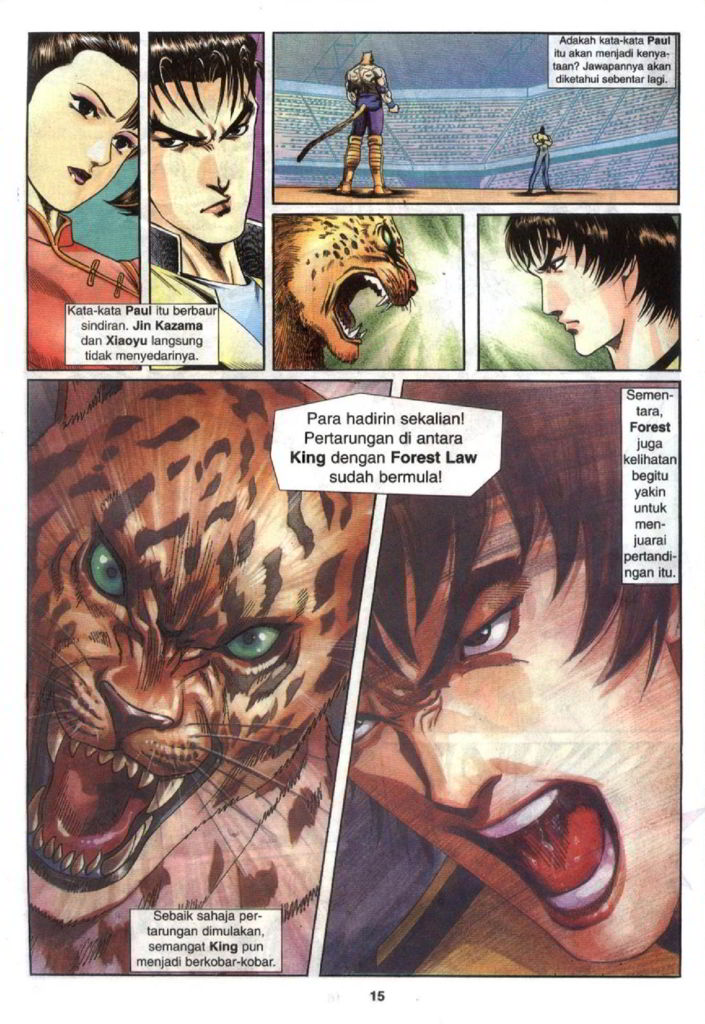 Kata-kata Paul itu berbaur
sindiran. Jin Kazama
dan Xiaoyu langsung
tidak menyedarinya.
Adakah kata-kata Paul
itu akan menjadi kenya-
taan? Jawapannya akan
diketahui sebentar lagi.
Para hadirin sekalian!
Pertarungan di antara
King dengan Forest Law
sudah bermula!
Semen-
tara,
Forest
juga
kelihatan
begitu
yakin
untuk
men-
juarai
pertandi-
ngan itu.
Sebaik sahaja per-
tarungan dimulakan,
semangat King pun
menjadi berkobar-kobar.
15